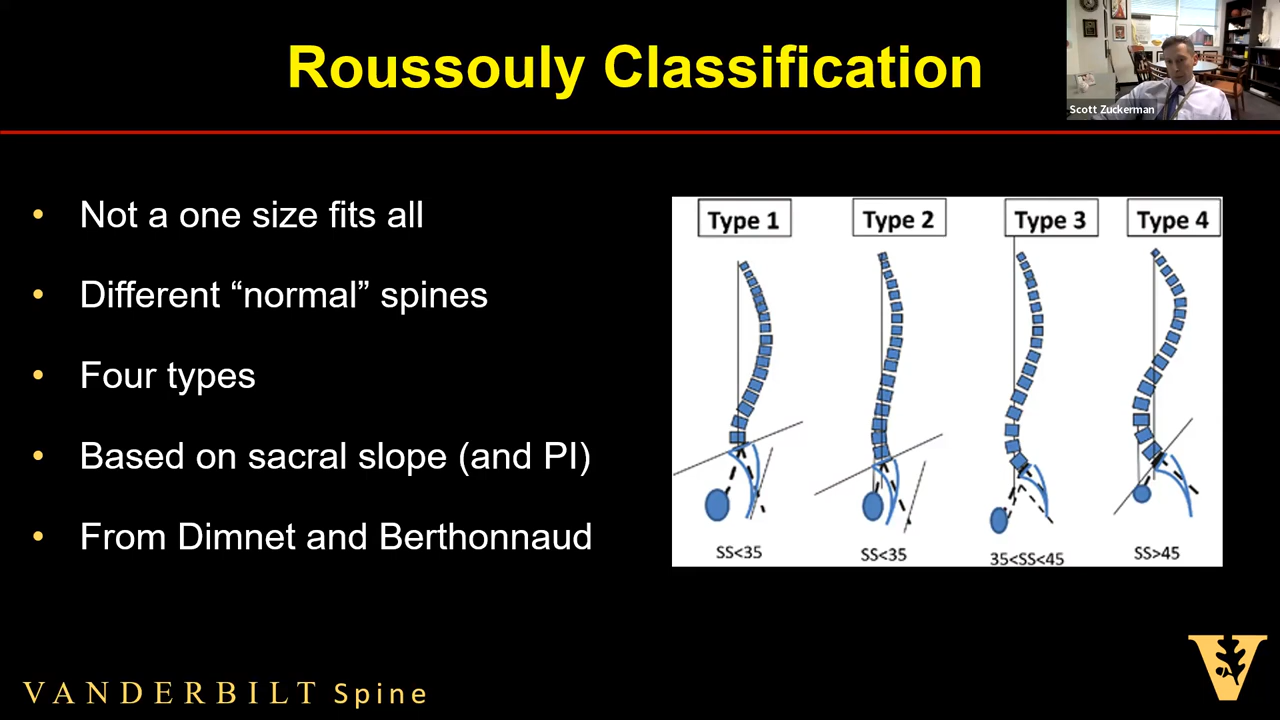 Roussouly Classification
Scott Zuckerman
• Not a one size fits all
• Different “normal” spines
• Four types
• Based on sacral slope (and PI)
• From Dimnet and Berthonnaud
Type 1
Type 2
Type 3
Type 4
SS<35
SS<35
35<SS<45
SS>45
VANDERBILT Spine
V